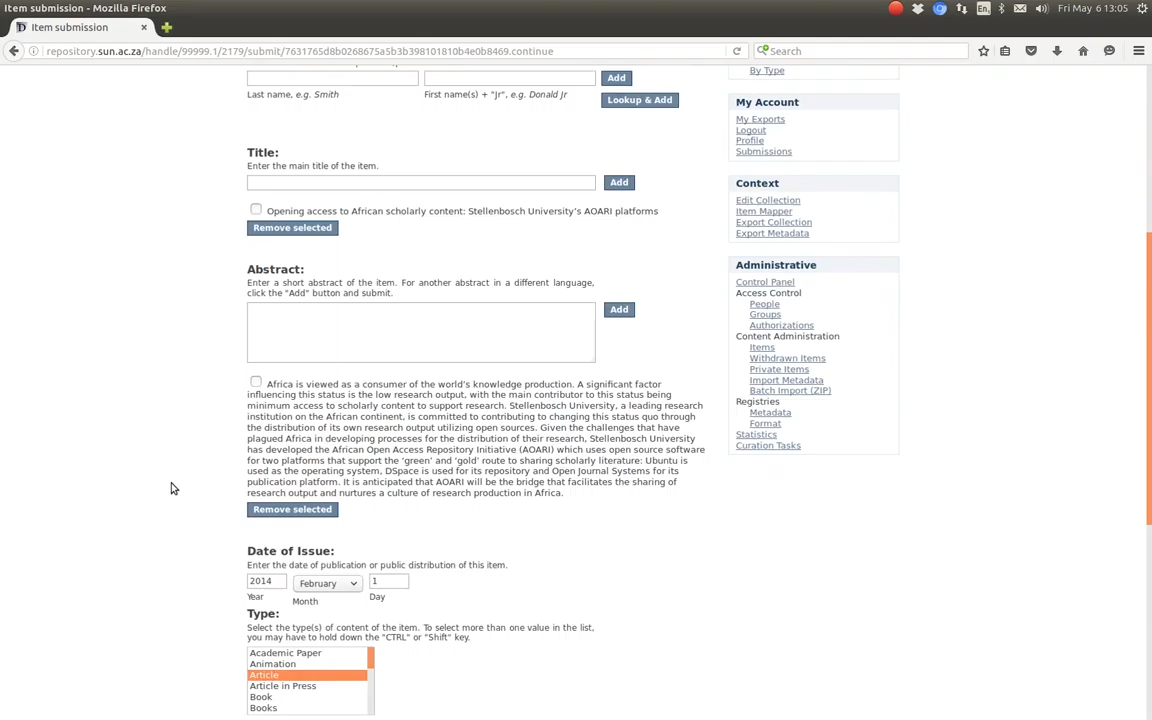 Item submission - Mozilla Firefox
En
Fri May 6 13:05
Item submission
repository.sun.ac.za/handle/99999.1/2179/submit/7631765d8b0268675a5b3b398101810b4e0b8469.continue
Search
By Type
Add
Last name, e.g. Smith
First name(s) + "Jr", e.g. Donald Jr
Lookup & Add
My Account
My Exports
Logout
Profile
Submissions
Title:
Enter the main title of the item.
Add
Opening access to African scholarly content: Stellenbosch University's AOARI platforms
Remove selected
Context
Edit Collection
Item Mapper
Export Collection
Export Metadata
Abstract:
Enter a short abstract of the item. For another abstract in a different language,
click the "Add" button and submit.
Add
Administrative
Control Panel
Access Control
People
Groups
Authorizations
Content Administration
Items
Withdrawn Items
Private Items
Import Metadata
Batch Import (ZIP)
Registries
Metadata
Format
Statistics
Curation Tasks
Africa is viewed as a consumer of the world's knowledge production. A significant factor
influencing this status is the low research output, with the main contributor to this status being
minimum access to scholarly content to support research. Stellenbosch University, a leading research
institution on the African continent, is committed to contributing to changing this status quo through
the distribution of its own research output utilizing open sources. Given the challenges that have
plagued Africa in developing processes for the distribution of their research, Stellenbosch University
has developed the African Open Access Repository Initiative (AOARI) which uses open source software
for two platforms that support the 'green' and 'gold' route to sharing scholarly literature: Ubuntu is
used as the operating system, DSpace is used for its repository and Open Journal Systems for its
publication platform. It is anticipated that AOARI will be the bridge that facilitates the sharing of
research output and nurtures a culture of research production in Africa.
Remove selected
Date of Issue:
Enter the date of publication or public distribution of this item.
2014
February
1
Year
Month
Day
Type:
Select the type(s) of content of the item. To select more than one value in the list,
you may have to hold down the "CTRL" or "Shift" key.
Academic Paper
Animation
Article
Article in Press
Book
Books